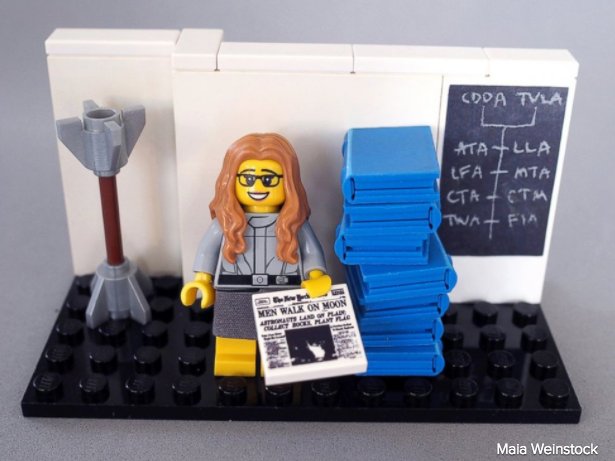 CDDA TVLA
ATA LLA
LFA MTA
CTA CTM
TWA FIA
The New York Times
MEN WALK ON MOON
ASTRONAUTS LAND ON PLAIN;
COLLECT ROCKS, PLANT FLAG
Maia Weinstock